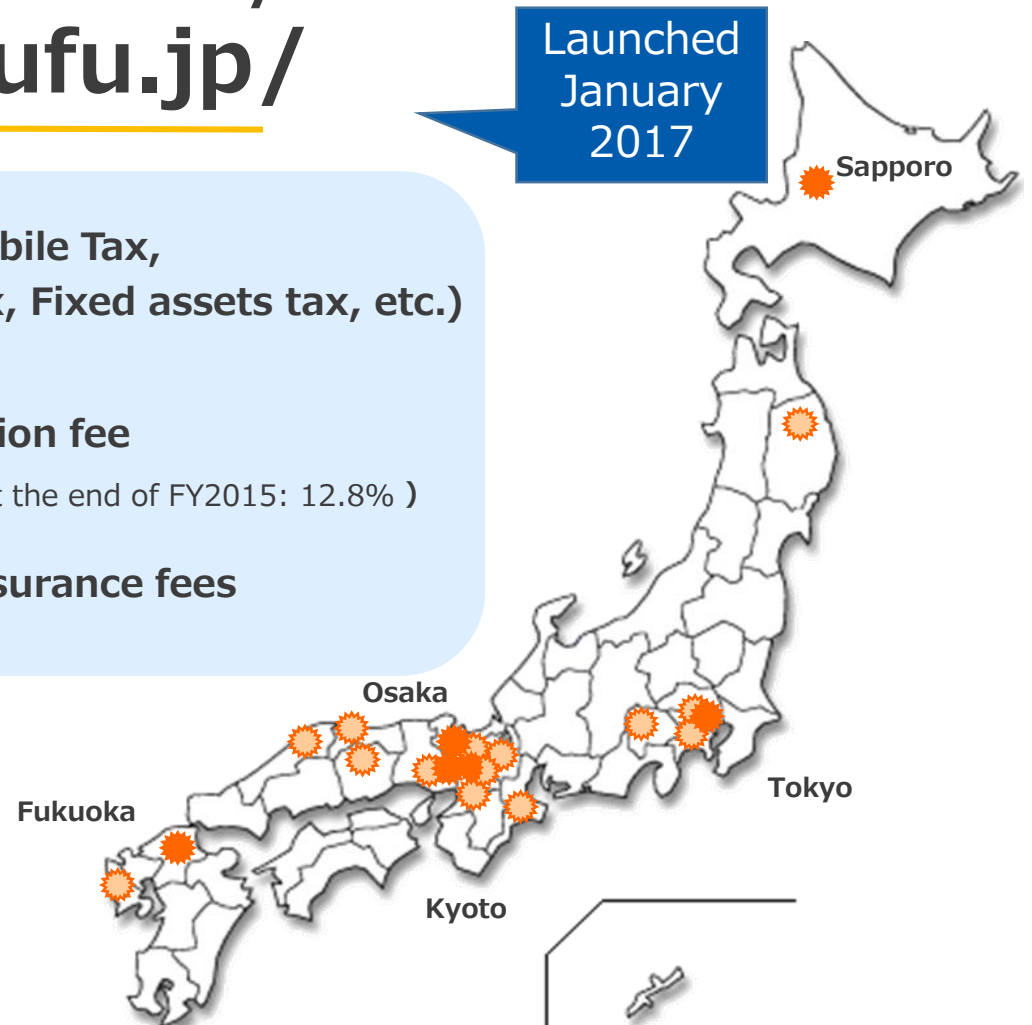 ufu.jp/
Launched
January
2017
bile Tax,
x, Fixed assets tax, etc.)
ion fee
t the end of FY2015: 12.8% )
surance fees
Sapporo
Osaka
Tokyo
Fukuoka
Kyoto